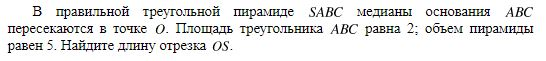 В правильной треугольной пирамиде SABC медианы основания ABC
пересекаются в точке O. Площадь треугольника ABC равна 2; объем пирамиды
равен 5. Найдите длину отрезка OS.